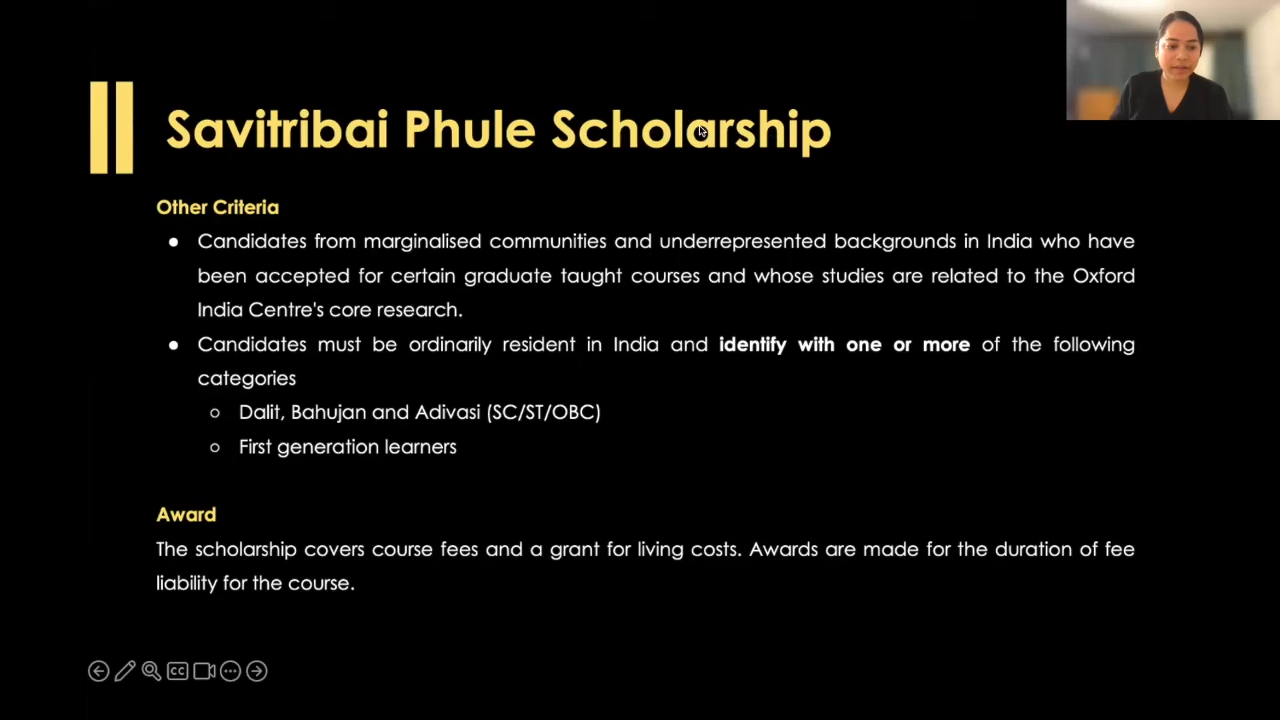 Savitribai Phule Scholarship
Other Criteria
● Candidates from marginalised communities and underrepresented backgrounds in India who have
been accepted for certain graduate taught courses and whose studies are related to the Oxford
India Centre's core research.
● Candidates must be ordinarily resident in India and identify with one or more of the following
categories
○ Dalit, Bahujan and Adivasi (SC/ST/OBC)
○ First generation learners
Award
The scholarship covers course fees and a grant for living costs. Awards are made for the duration of fee
liability for the course.
CC